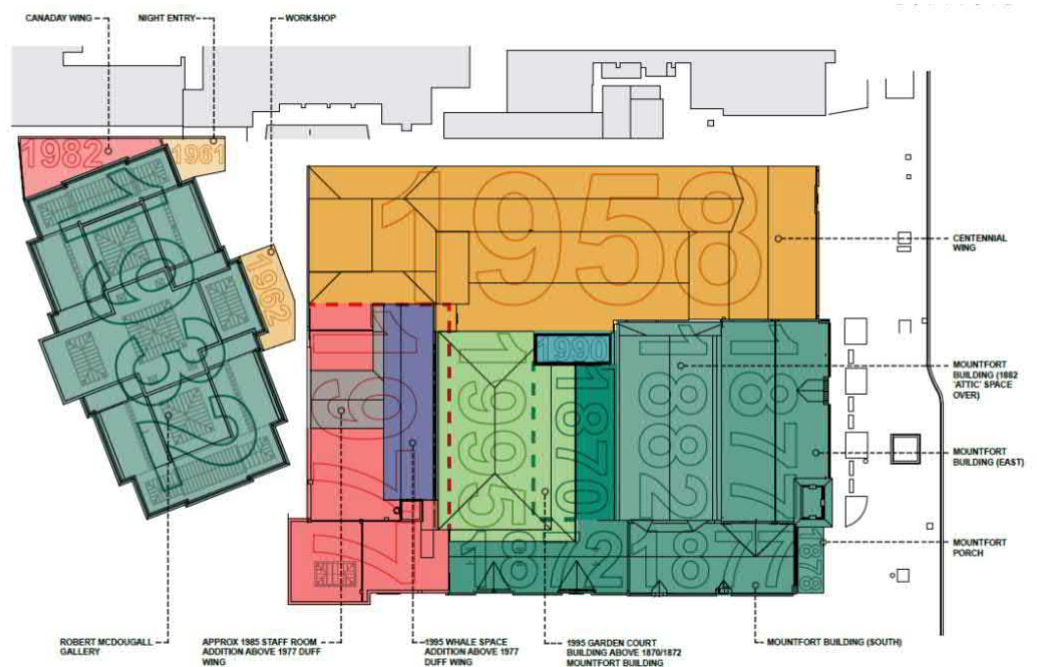 CANADAY WING
NIGHT ENTRY
WORKSHOP
1982
1961
1958
CENTENNIAL
WING
1932
1962
1977
1995
1990
1870
1882
1877
MOUNTFORT
BUILDING (1882
'ATTIC' SPACE
OVER)
MOUNTFORT
BUILDING (EAST)
1872
1877
1878
MOUNTFORT
PORCH
ROBERT MCDOUGALL
GALLERY
APPROX 1985 STAFF ROOM
ADDITION ABOVE 1977 DUFF
WING
1995 WHALE SPACE
ADDITION ABOVE 1977
DUFF WING
1995 GARDEN COURT
BUILDING ABOVE 1870/1872
MOUNTFORT BUILDING
MOUNTFORT BUILDING (SOUTH)